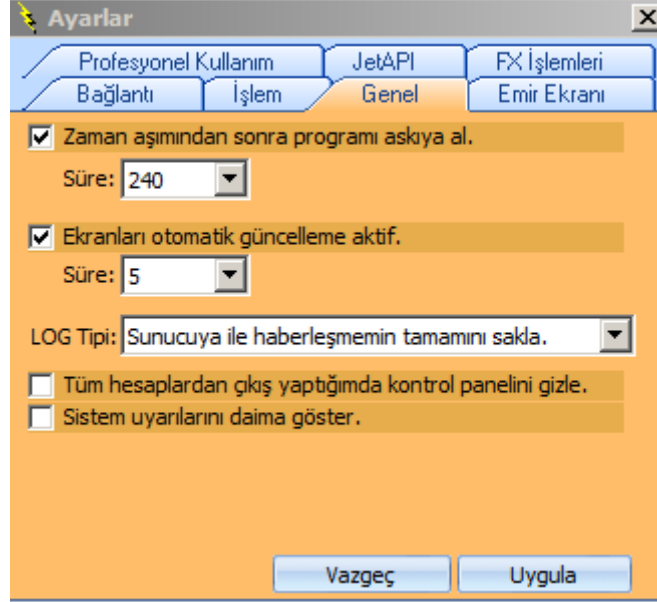 Ayarlar
Profesyonel Kullanım JetAPI FX İşlemleri
Bağlantı İşlem Genel Emir Ekranı
Zaman aşımından sonra programı askıya al.
Süre: 240
Ekranları otomatik güncelleme aktif.
Süre: 5
LOG Tipi: Sunucuya ile haberleşmemin tamamını sakla.
Tüm hesaplardan çıkış yaptığımda kontrol panelini gizle.
Sistem uyarılarını daima göster.
Vazgeç Uygula